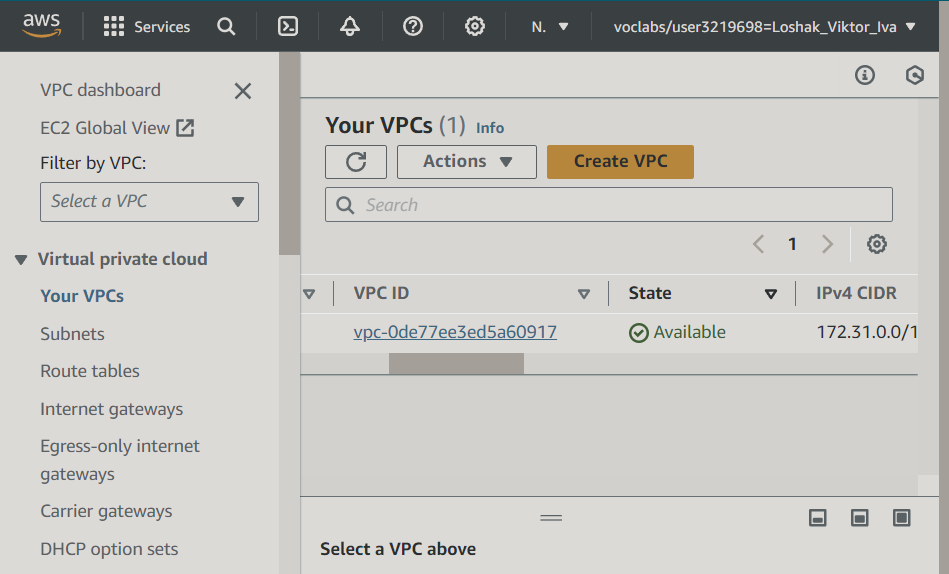 aws
Services
N.
voclabs/user3219698=Loshak_Viktor_Iva
VPC dashboard
EC2 Global View
Filter by VPC:
Select a VPC
Virtual private cloud
Your VPCs
Subnets
Route tables
Internet gateways
Egress-only internet
gateways
Carrier gateways
DHCP option sets
Your VPCs (1) Info
Actions
Create VPC
Search
1
VPC ID State IPv4 CIDR
vpc-0de77ee3ed5a60917 Available 172.31.0.0/1
Select a VPC above